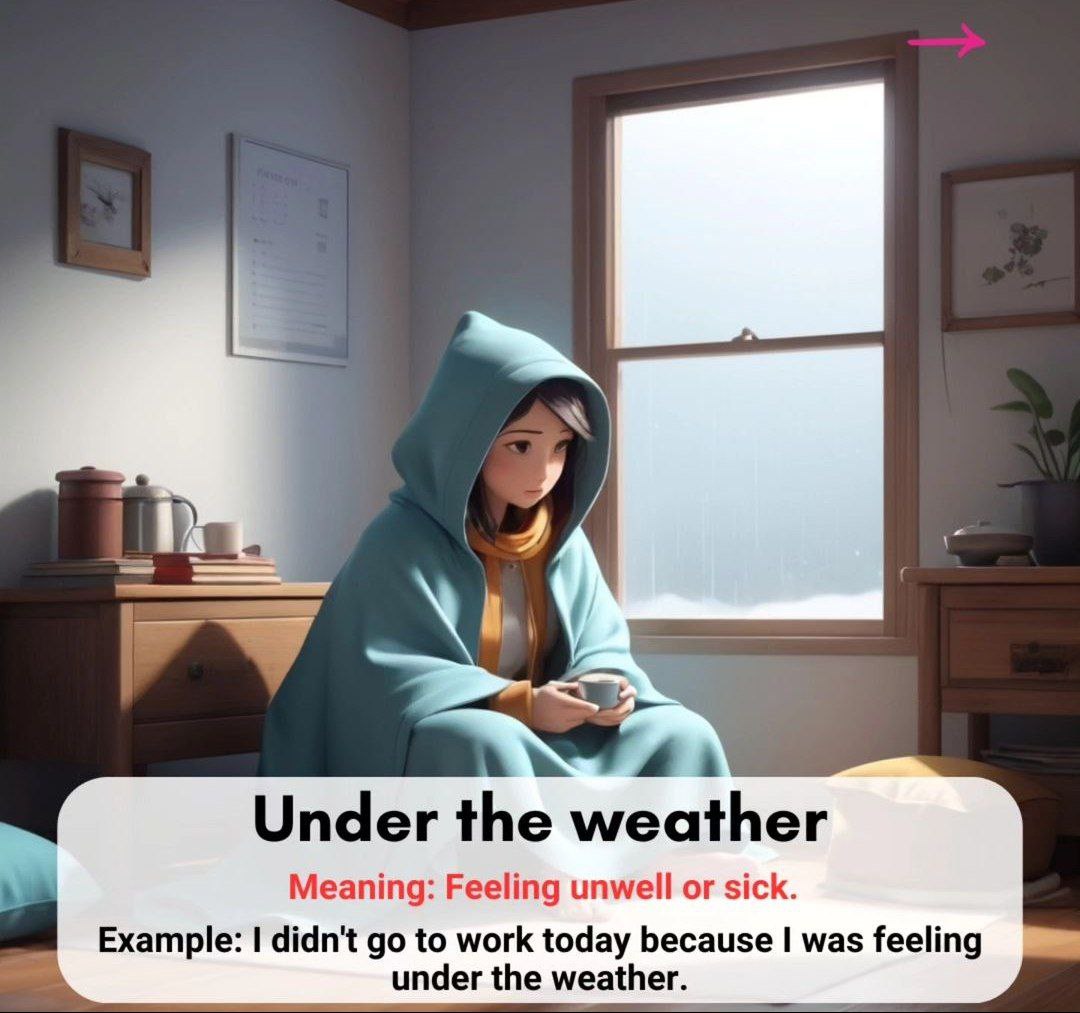 Under the weather
Meaning: Feeling unwell or sick.
Example: I didn't go to work today because I was feeling
under the weather.